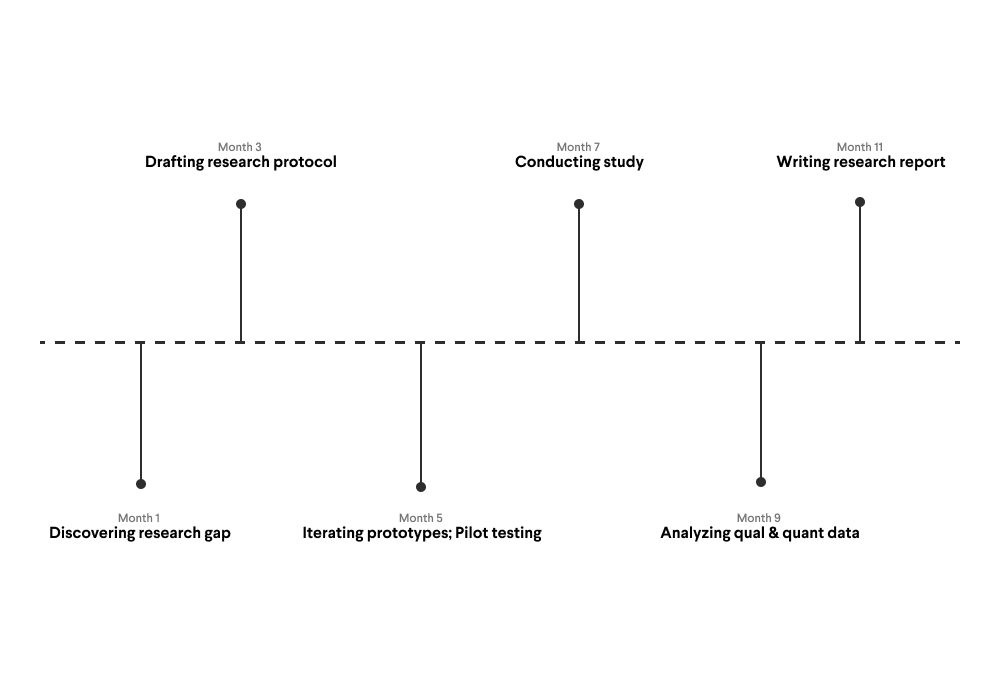 Month 3
Drafting research protocol
Month 7
Conducting study
Month 11
Writing research report
Month 1
Discovering research gap
Month 5
Iterating prototypes; Pilot testing
Month 9
Analyzing qual & quant data